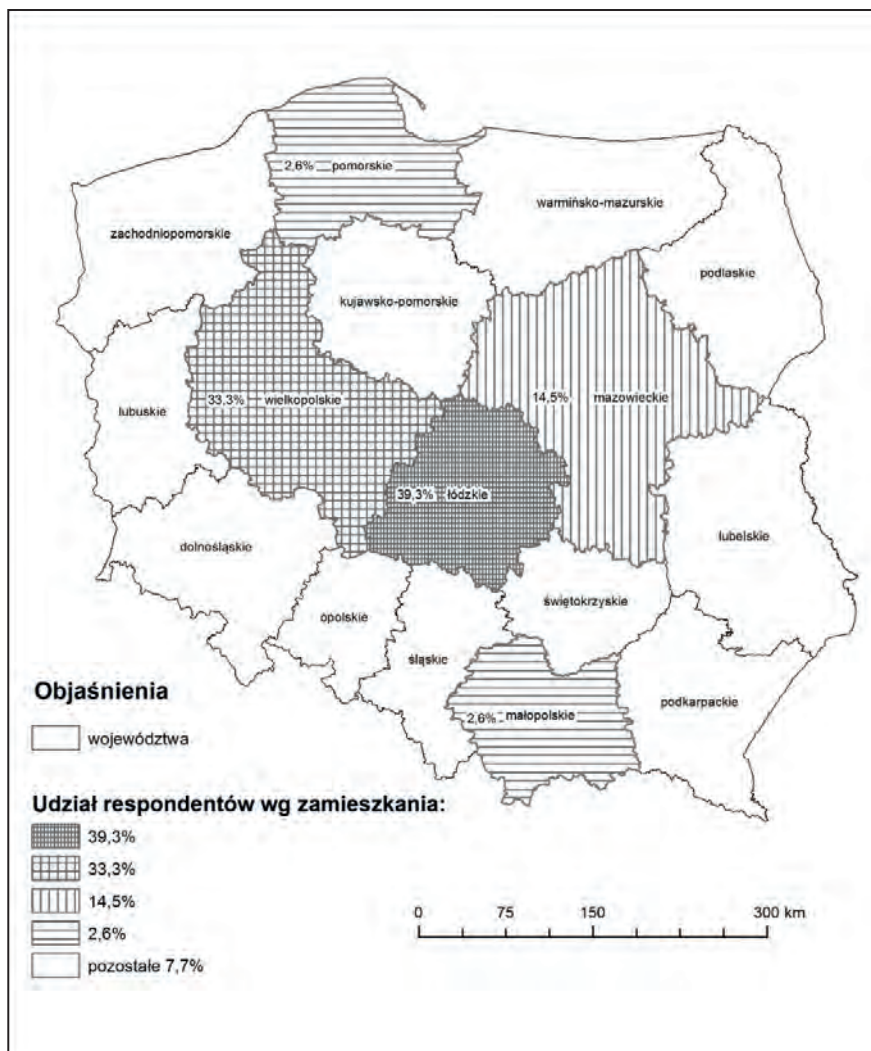 2,6% pomorskie
warmińsko-mazurskie
zachodniopomorskie
podlaskie
kujawsko-pomorskie
33,3% wielkopolskie
14,5% mazowieckie
lubuskie
39,3% łódzkie
lubelskie
dolnośląskie
świętokrzyskie
opolskie
śląskie
podkarpackie
2,6% małopolskie
Objaśnienia
województwa
Udział respondentów wg zamieszkania:
39,3%
33,3%
14,5%
2,6%
pozostałe 7,7%
0 75 150 300 km